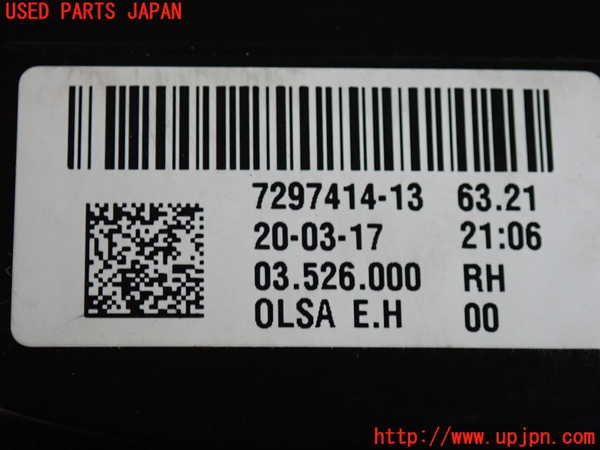 USED PARTS JAPAN
7297414-13 63.21
20-03-17 21:06
03.526.000 RH
OLSA E.H 00
http://www.upjpn.com/